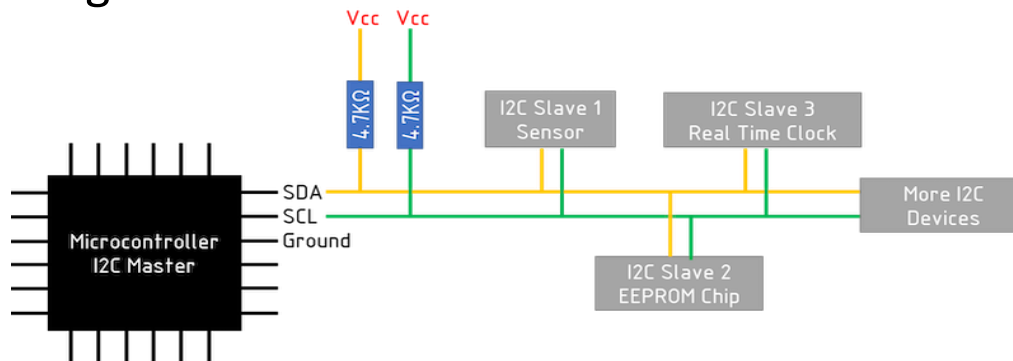 Vcc Vcc
4.7KΩ 4.7KΩ
I2C Slave 1
Sensor
I2C Slave 3
Real Time Clock
SDA
SCL
Ground
Microcontroller
I2C Master
More I2C
Devices
I2C Slave 2
EEPROM Chip